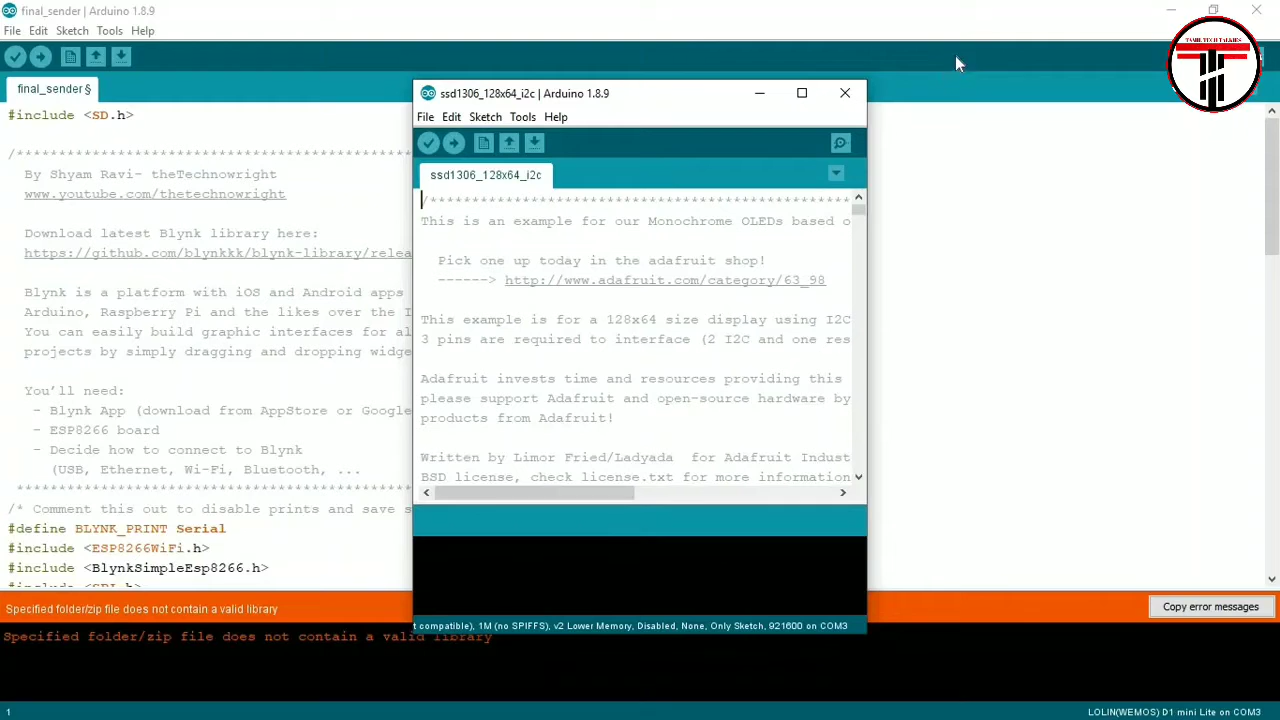 final_sender | Arduino 1.8.9
File Edit Sketch Tools Help
TAMIL TECH TALKIES
final_sender §
#include <SD.h>
/***********************************************
By Shyam Ravi- theTechnowright
www.youtube.com/thetechnowright
Download latest Blynk library here:
https://github.com/blynkkk/blynk-library/relea
Blynk is a platform with iOS and Android apps
Arduino, Raspberry Pi and the likes over the I
You can easily build graphic interfaces for al
projects by simply dragging and dropping widge
You'll need:
- Blynk App (download from AppStore or Google
- ESP8266 board
- Decide how to connect to Blynk
(USB, Ethernet, Wi-Fi, Bluetooth, ...
***********************************************
/* Comment this out to disable prints and save s
#define BLYNK_PRINT Serial
#include <ESP8266WiFi.h>
#include <BlynkSimpleEsp8266.h>
#include <SPI.h>
ssd1306_128x64_i2c | Arduino 1.8.9
File Edit Sketch Tools Help
ssd1306_128x64_i2c
/**************************************************
This is an example for our Monochrome OLEDs based o
Pick one up today in the adafruit shop!
------> http://www.adafruit.com/category/63_98
This example is for a 128x64 size display using I2C
3 pins are required to interface (2 I2C and one res
Adafruit invests time and resources providing this
please support Adafruit and open-source hardware by
products from Adafruit!
Written by Limor Fried/Ladyada  for Adafruit Indust
BSD license, check license.txt for more information
t compatible), 1M (no SPIFFS), v2 Lower Memory, Disabled, None, Only Sketch, 921600 on COM3
Specified folder/zip file does not contain a valid library
Copy error messages
Specified folder/zip file does not contain a valid library
1
LOLIN(WEMOS) D1 mini Lite on COM3